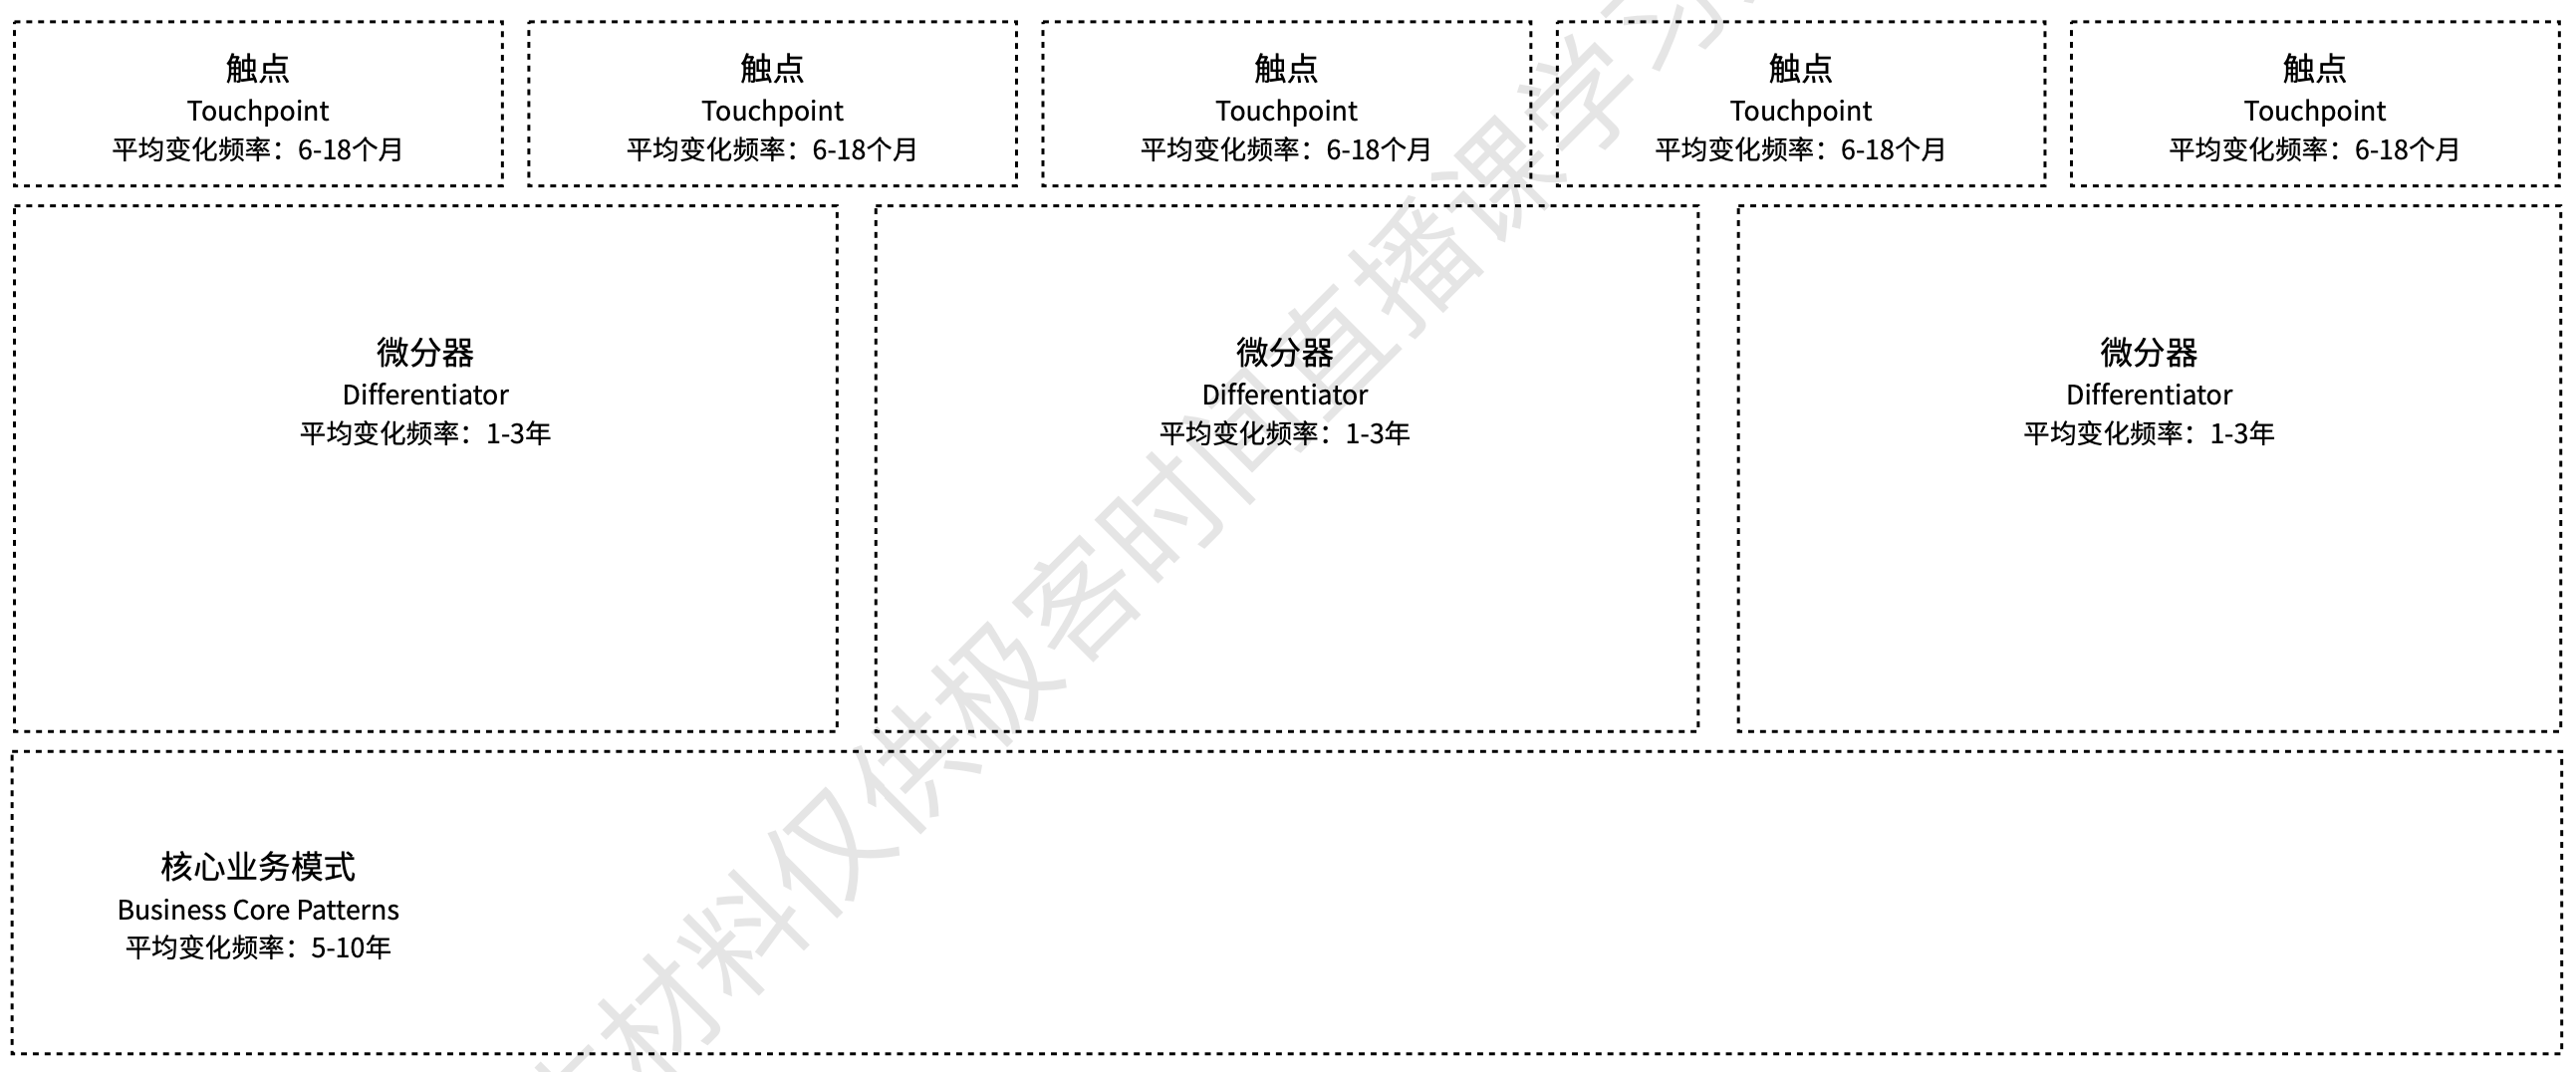 触点
Touchpoint
平均变化频率：6-18个月
触点
Touchpoint
平均变化频率：6-18个月
触点
Touchpoint
平均变化频率：6-18个月
触点
Touchpoint
平均变化频率：6-18个月
触点
Touchpoint
平均变化频率：6-18个月
微分器
Differentiator
平均变化频率：1-3年
微分器
Differentiator
平均变化频率：1-3年
微分器
Differentiator
平均变化频率：1-3年
核心业务模式
Business Core Patterns
平均变化频率：5-10年
材料仅供极客时间直播课学习